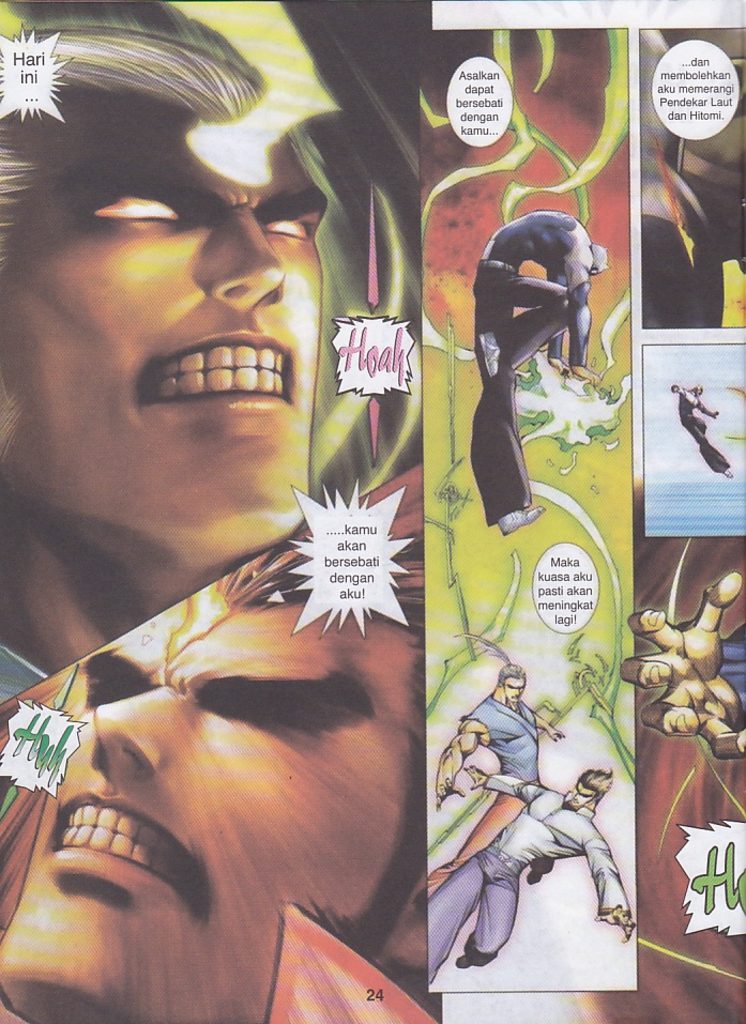 Hari
ini
...
Hoah
.....kamu
akan
bersebati
dengan
aku!
Huh
Asalkan
dapat
bersebati
dengan
kamu...
Maka
kuasa aku
pasti akan
meningkat
lagi!
...dan
membolehkan
aku memerangi
Pendekar Laut
dan Hitomi.
24